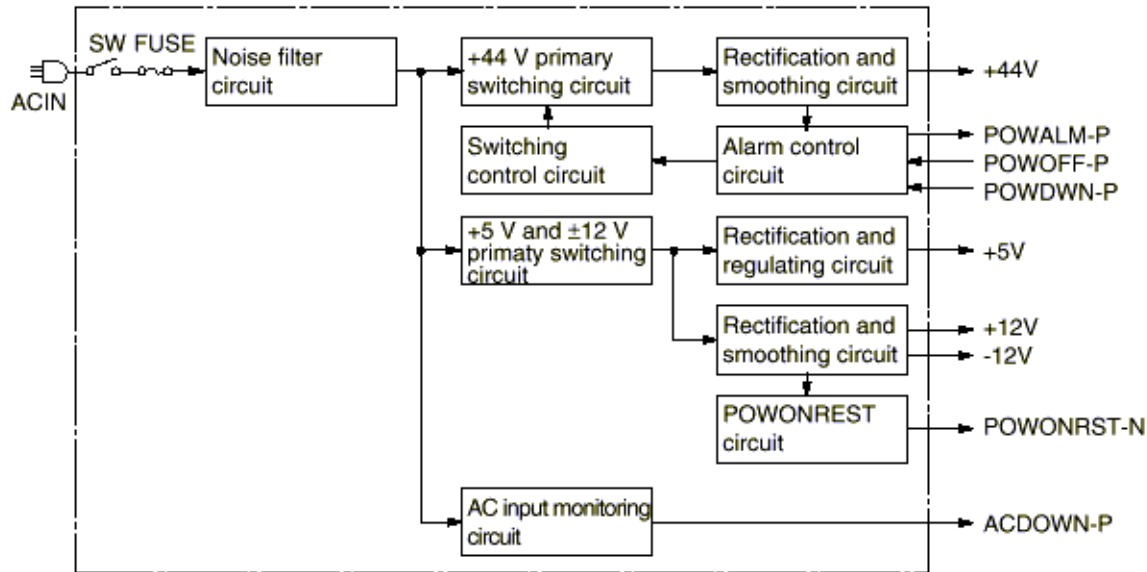 SW FUSE
ACIN
Noise filter
circuit
+44 V primary
switching circuit
Rectification and
smoothing circuit
+44V
Switching
control circuit
Alarm control
circuit
POWALM-P
POWOFF-P
POWDWN-P
+5 V and ±12 V
primaty switching
circuit
Rectification and
regulating circuit
+5V
Rectification and
smoothing circuit
+12V
-12V
POWONREST
circuit
POWONRST-N
AC input monitoring
circuit
ACDOWN-P